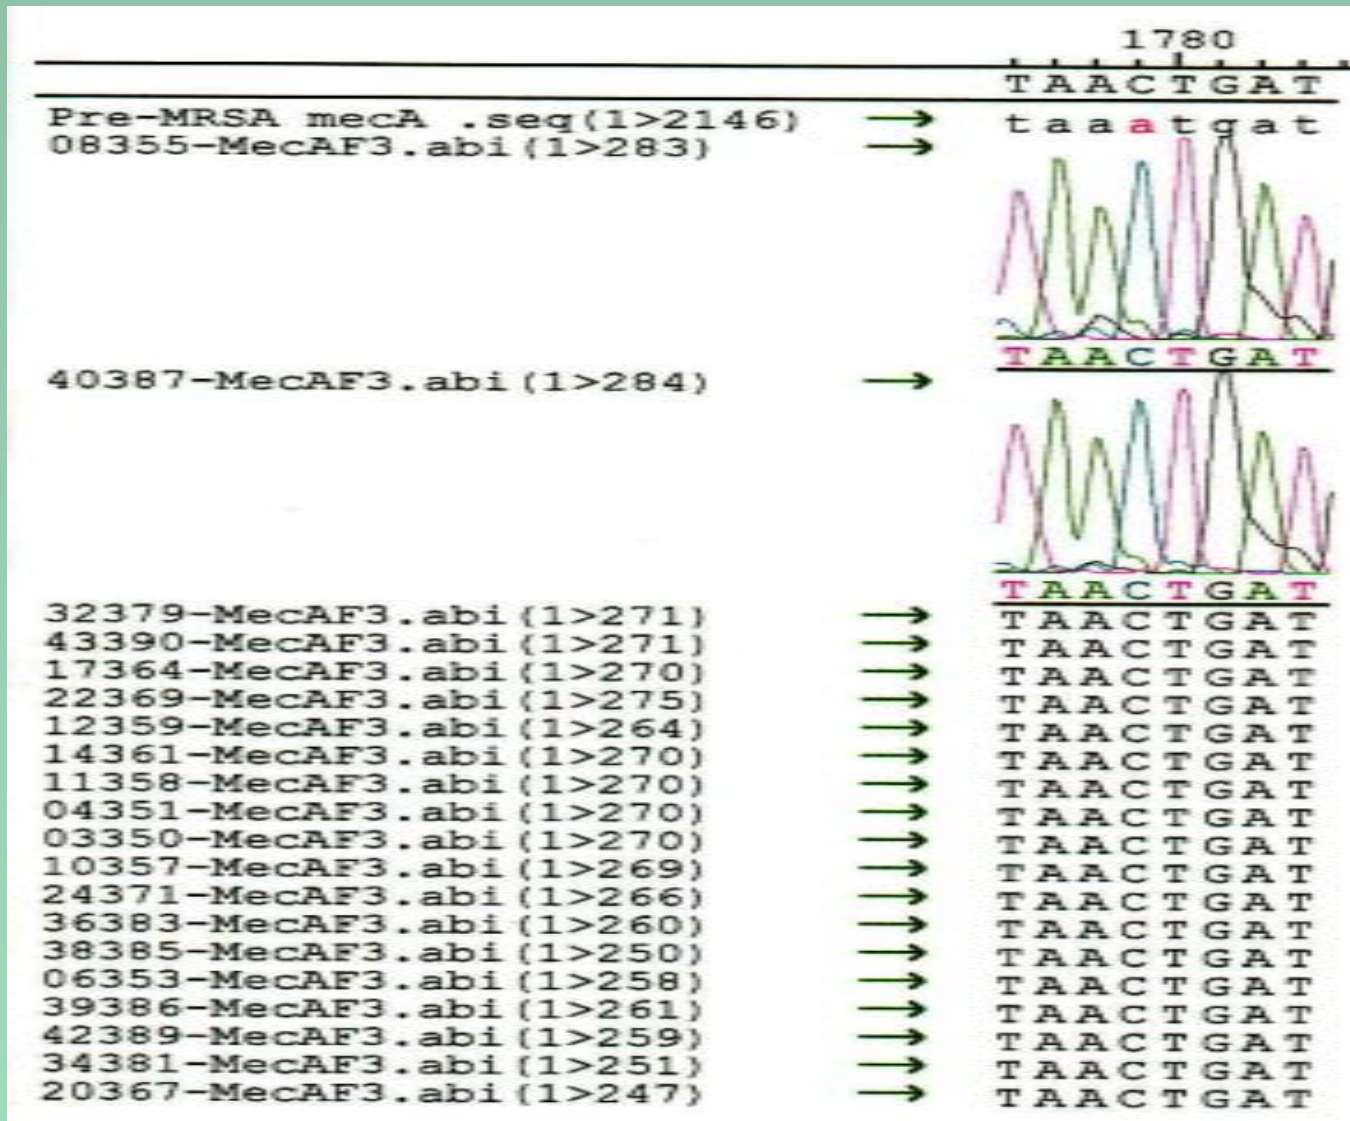 1780
TAACTGAT
Pre-MRSA mecA .seq(1>2146) → taaatgat
08355-MecAF3.abi(1>283) →
TAACTGAT
40387-MecAF3.abi(1>284) →
TAACTGAT
32379-MecAF3.abi(1>271) → TAACTGAT
43390-MecAF3.abi(1>271) → TAACTGAT
17364-MecAF3.abi(1>270) → TAACTGAT
22369-MecAF3.abi(1>275) → TAACTGAT
12359-MecAF3.abi(1>264) → TAACTGAT
14361-MecAF3.abi(1>270) → TAACTGAT
11358-MecAF3.abi(1>270) → TAACTGAT
04351-MecAF3.abi(1>270) → TAACTGAT
03350-MecAF3.abi(1>270) → TAACTGAT
10357-MecAF3.abi(1>269) → TAACTGAT
24371-MecAF3.abi(1>266) → TAACTGAT
36383-MecAF3.abi(1>260) → TAACTGAT
38385-MecAF3.abi(1>250) → TAACTGAT
06353-MecAF3.abi(1>258) → TAACTGAT
39386-MecAF3.abi(1>261) → TAACTGAT
42389-MecAF3.abi(1>259) → TAACTGAT
34381-MecAF3.abi(1>251) → TAACTGAT
20367-MecAF3.abi(1>247) → TAACTGAT